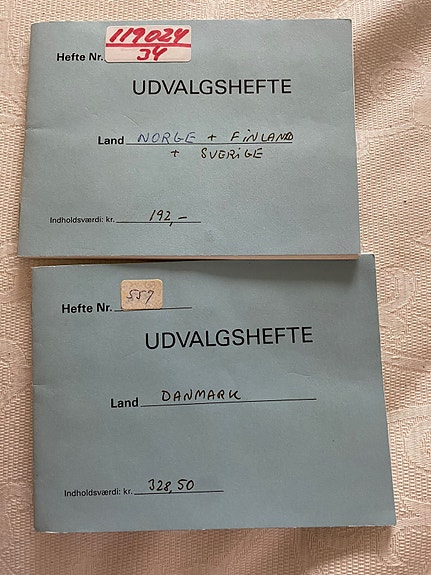 119024
Hefte Nr. 34
UDVALGSHEFTE
Land NORGE + FINLAND
+ SVERIGE
Indholdsværdi: kr. 192,-
Hefte Nr. 557
UDVALGSHEFTE
Land DANMARK
Indholdsværdi: kr. 328,50